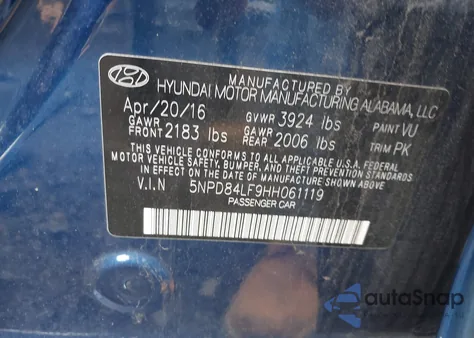 MANUFACTURED BY
HYUNDAI MOTOR MANUFACTURING ALABAMA, LLC
Apr/20/16 GVWR 3924 lbs PAINT VU
GAWR FRONT 2183 lbs GAWR REAR 2006 lbs TRIM PK
THIS VEHICLE CONFORMS TO ALL APPLICABLE U.S.A. FEDERAL
MOTOR VEHICLE SAFETY, BUMPER, AND THEFT PREVENTION STANDARDS
IN EFFECT ON THE DATE OF MANUFACTURE SHOWN ABOVE.
V.I.N 5NPD84LF9HH061119
PASSENGER CAR
autoSnap